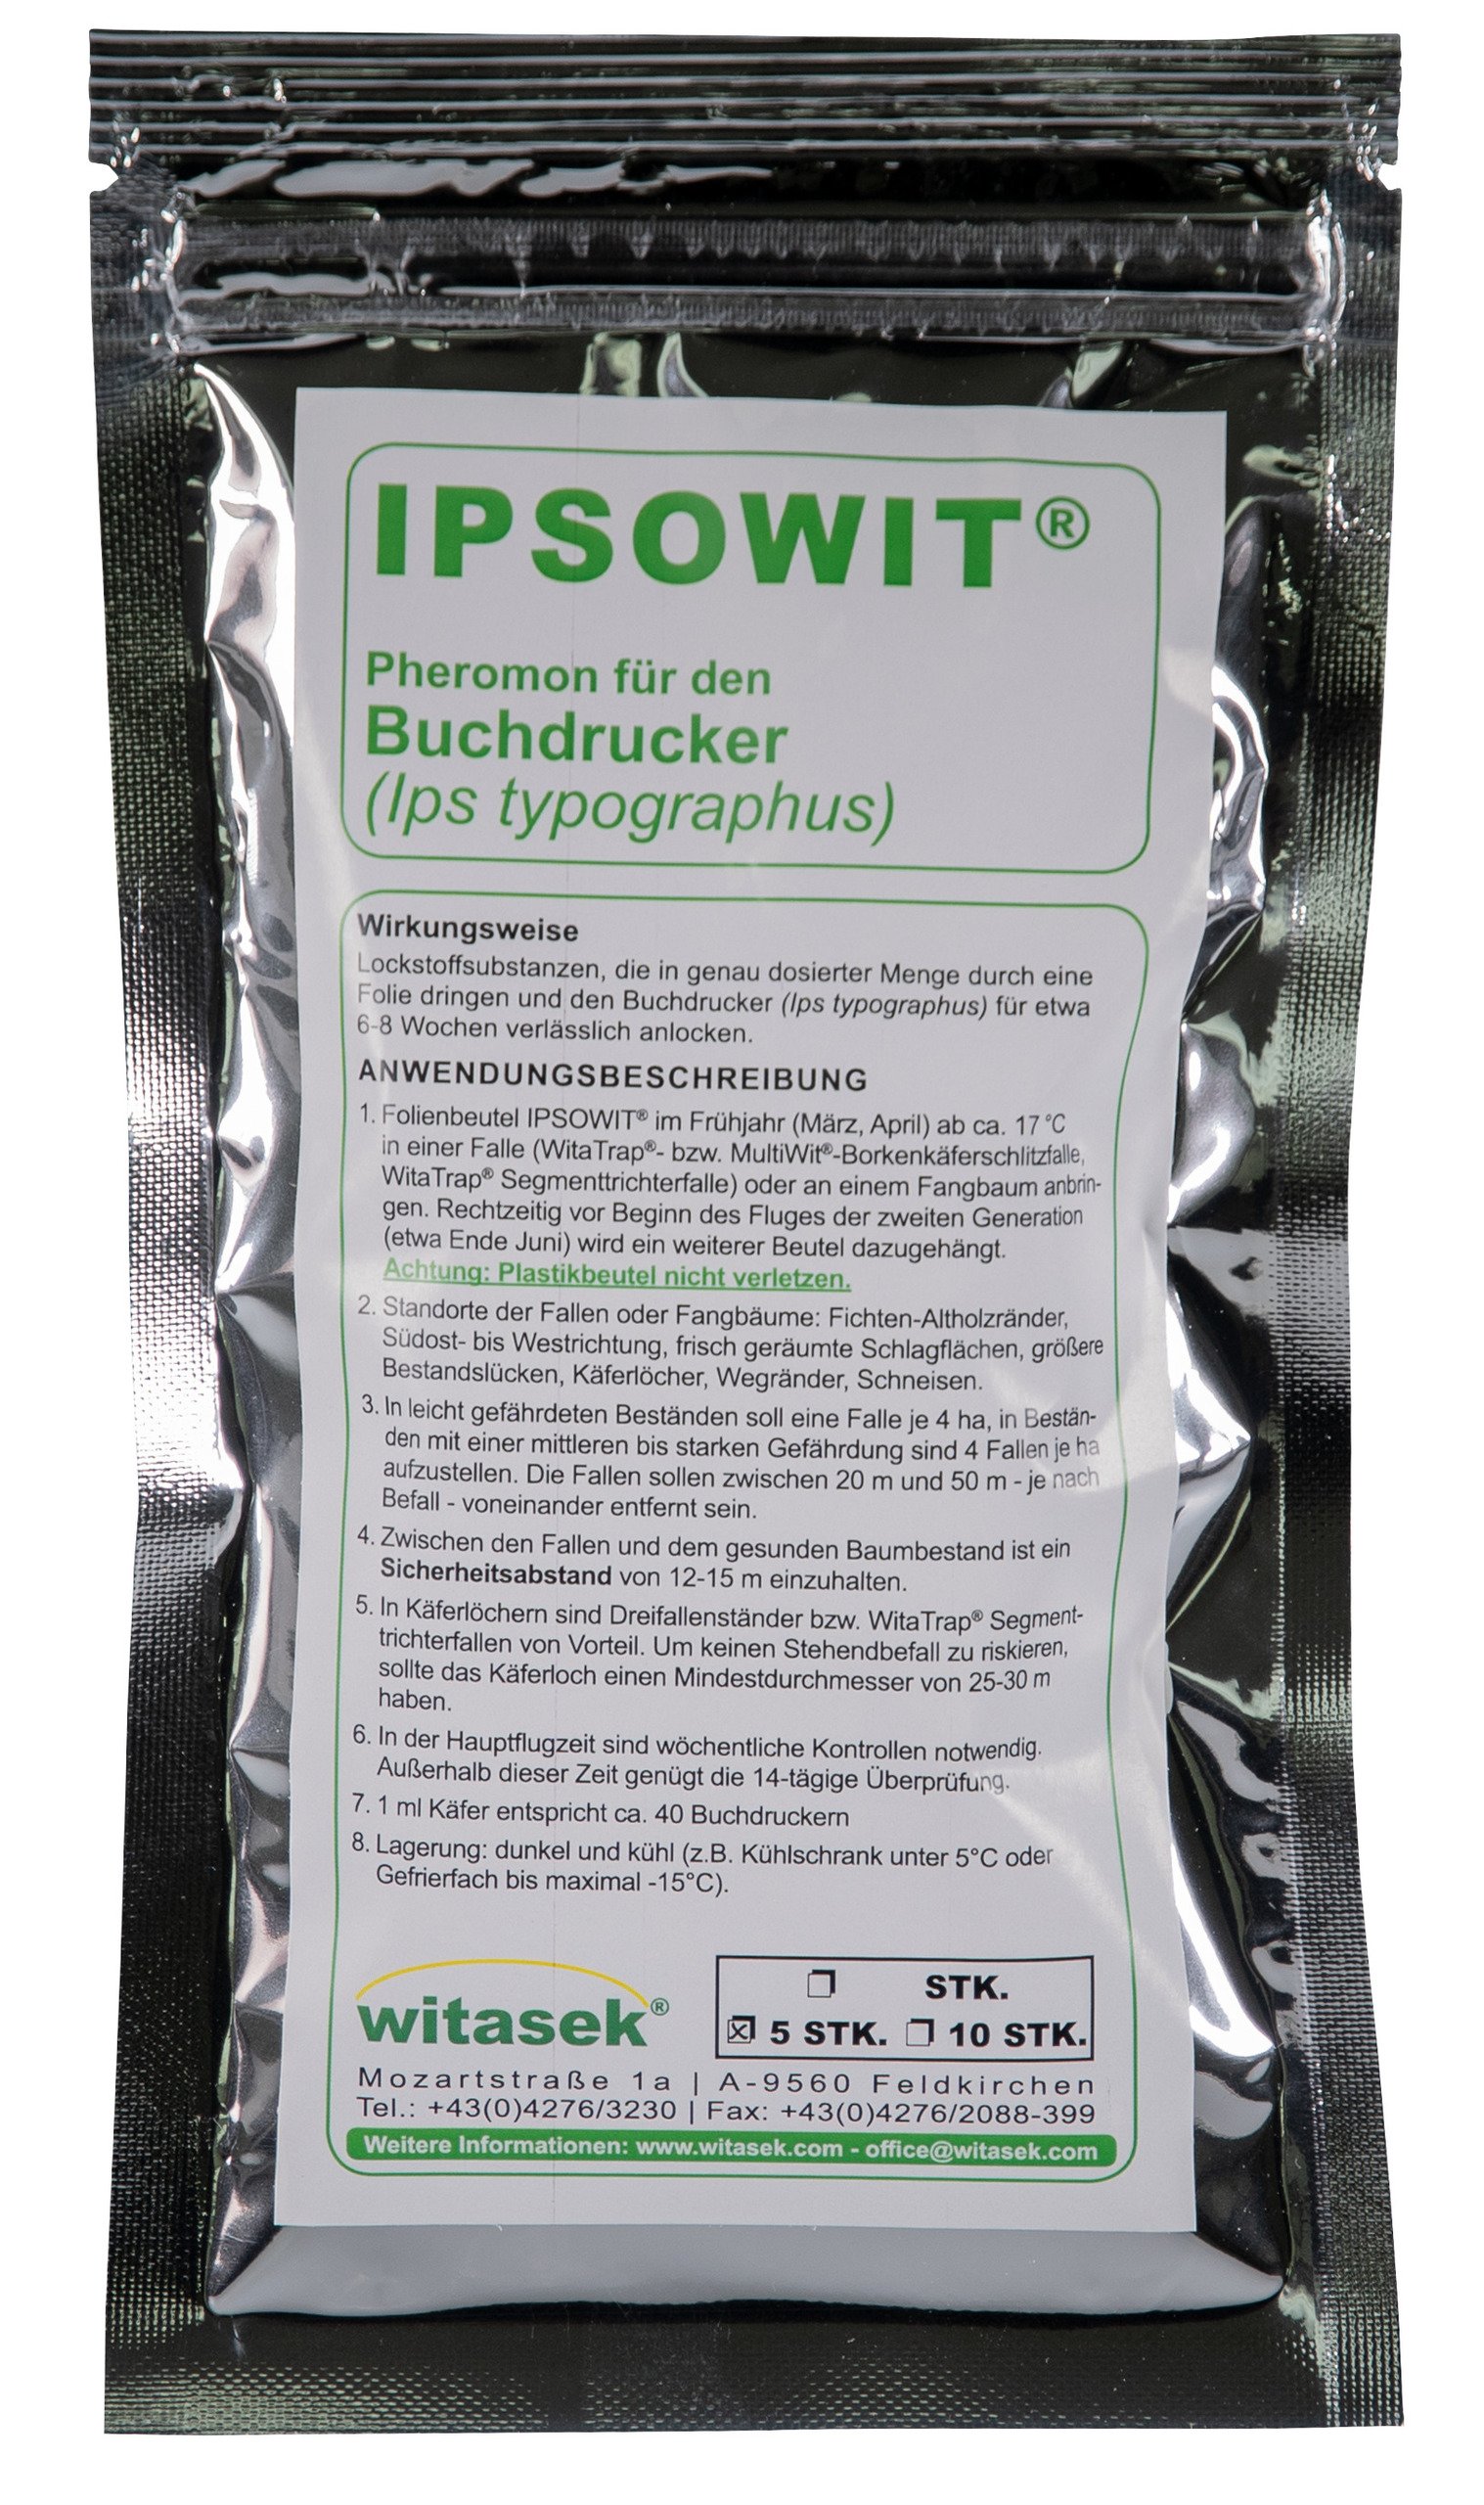 IPSOWIT®
Pheromon für den
Buchdrucker
(Ips typographus)
Wirkungsweise
Lockstoffsubstanzen, die in genau dosierter Menge durch eine
Folie dringen und den Buchdrucker (Ips typographus) für etwa
6-8 Wochen verlässlich anlocken.
ANWENDUNGSBESCHREIBUNG
1. Folienbeutel IPSOWIT® im Frühjahr (März, April) ab ca. 17 °C
in einer Falle (WitaTrap®- bzw. MultiWit®-Borkenkäferschlitzfalle,
WitaTrap® Segmenttrichterfalle) oder an einem Fangbaum anbrin-
gen. Rechtzeitig vor Beginn des Fluges der zweiten Generation
(etwa Ende Juni) wird ein weiterer Beutel dazugehängt.
Achtung: Plastikbeutel nicht verletzen.
2. Standorte der Fallen oder Fangbäume: Fichten-Altholzränder,
Südost- bis Westrichtung, frisch geräumte Schlagflächen, größere
Bestandslücken, Käferlöcher, Wegränder, Schneisen.
3. In leicht gefährdeten Beständen soll eine Falle je 4 ha, in Bestän-
den mit einer mittleren bis starken Gefährdung sind 4 Fallen je ha
aufzustellen. Die Fallen sollen zwischen 20 m und 50 m - je nach
Befall - voneinander entfernt sein.
4. Zwischen den Fallen und dem gesunden Baumbestand ist ein
Sicherheitsabstand von 12-15 m einzuhalten.
5. In Käferlöchern sind Dreifallenständer bzw. WitaTrap® Segment-
trichterfallen von Vorteil. Um keinen Stehendbefall zu riskieren,
sollte das Käferloch einen Mindestdurchmesser von 25-30 m
haben.
6. In der Hauptflugzeit sind wöchentliche Kontrollen notwendig.
Außerhalb dieser Zeit genügt die 14-tägige Überprüfung.
7. 1 ml Käfer entspricht ca. 40 Buchdruckern
8. Lagerung: dunkel und kühl (z.B. Kühlschrank unter 5°C oder
Gefrierfach bis maximal -15°C).
witasek®
STK.
5 STK. 10 STK.
Mozartstraße 1a | A-9560 Feldkirchen
Tel.: +43(0)4276/3230 | Fax: +43(0)4276/2088-399
Weitere Informationen: www.witasek.com - office@witasek.com